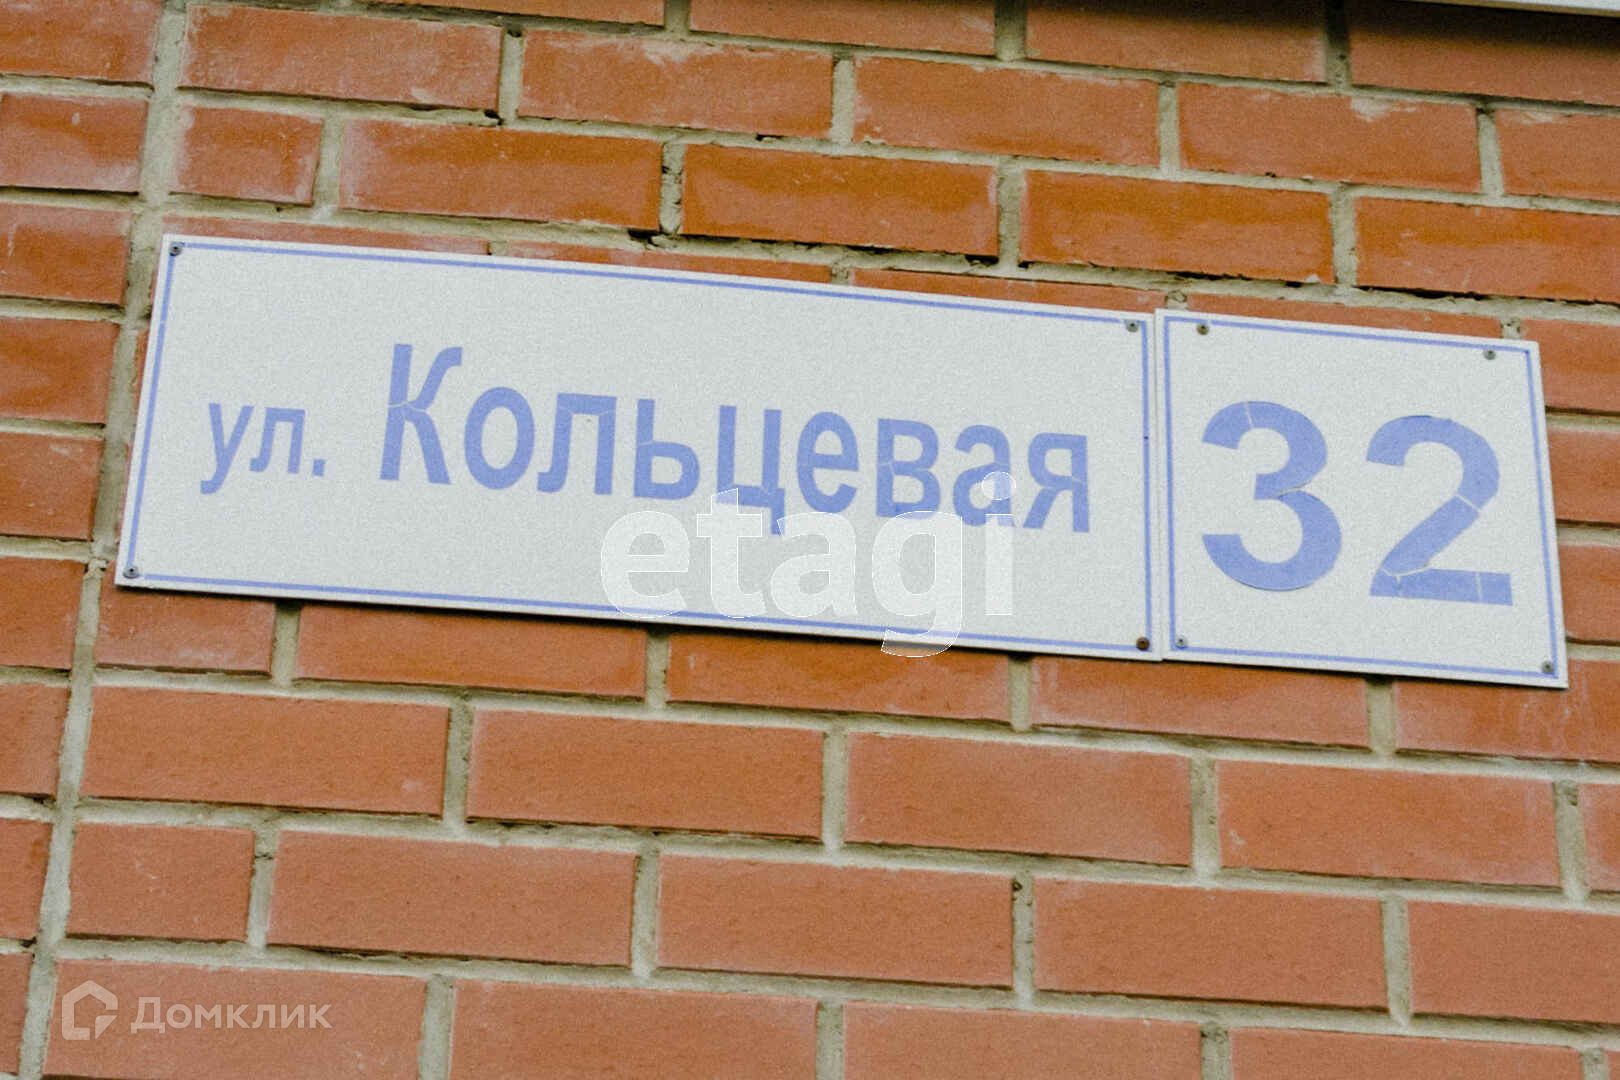 ул. Кольцевая 32
etagi
Домклик